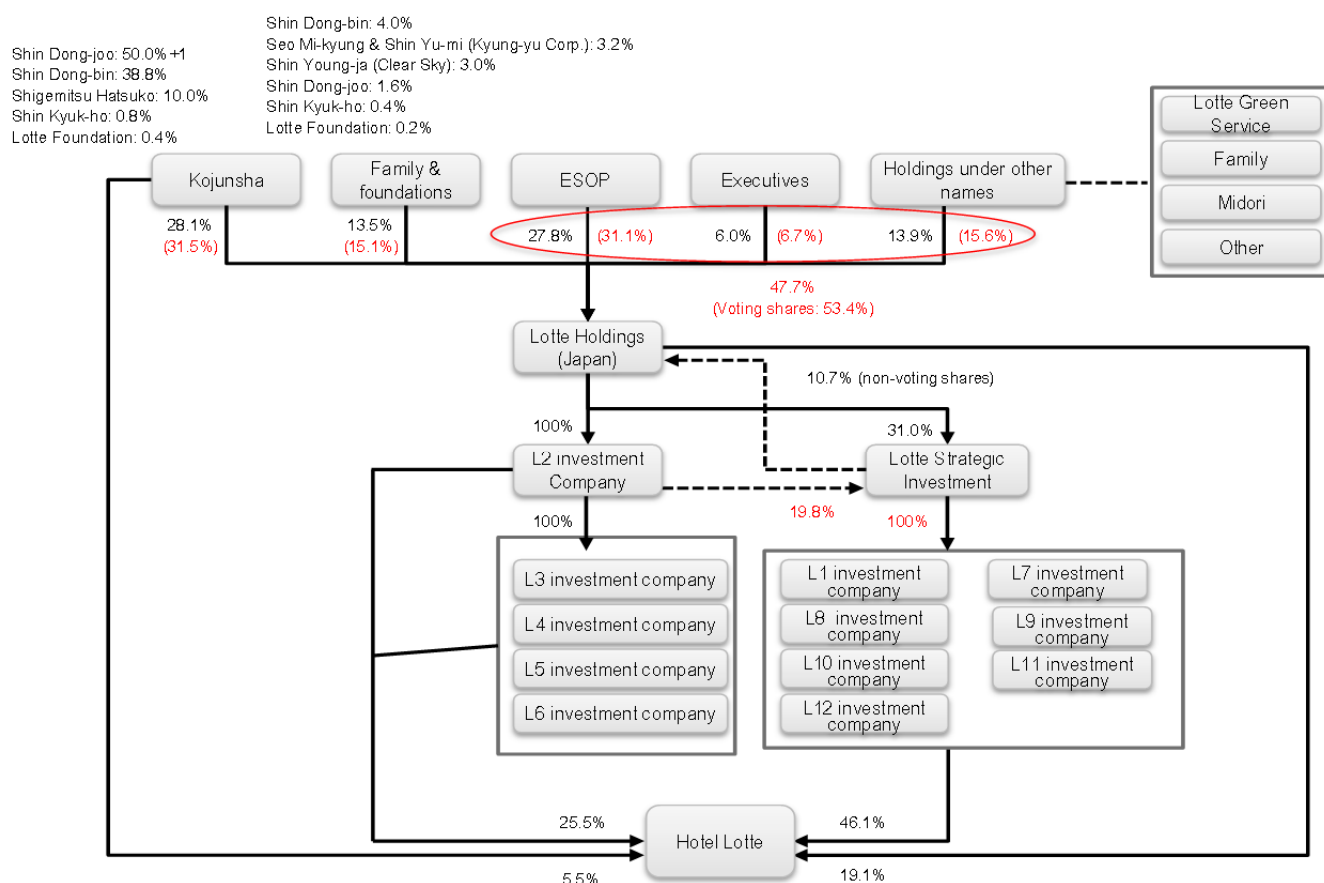 Shin Dong-bin: 4.0%
Seo Mi-kyung & Shin Yu-mi (Kyung-yu Corp.): 3.2%
Shin Young-ja (Clear Sky): 3.0%
Shin Dong-joo: 1.6%
Shin Kyuk-ho: 0.4%
Lotte Foundation: 0.2%
Shin Dong-joo: 50.0% +1
Shin Dong-bin: 38.8%
Shigemitsu Hatsuko: 10.0%
Shin Kyuk-ho: 0.8%
Lotte Foundation: 0.4%
Kojunsha
Family &
foundations
ESOP
Executives
Holdings under other
names
Lotte Green
Service
Family
Midori
Other
28.1%
(31.5%)
13.5%
(15.1%)
27.8%
(31.1%)
6.0%
(6.7%)
13.9%
(15.6%)
47.7%
(Voting shares: 53.4%)
Lotte Holdings
(Japan)
10.7% (non-voting shares)
100%
31.0%
L2 investment
Company
Lotte Strategic
Investment
19.8%
100%
100%
L3 investment company
L4 investment company
L5 investment company
L6 investment company
L1 investment
company
L8 investment
company
L10 investment
company
L12 investment
company
L7 investment
company
L9 investment
company
L11 investment
company
25.5%
46.1%
Hotel Lotte
5.5%
19.1%